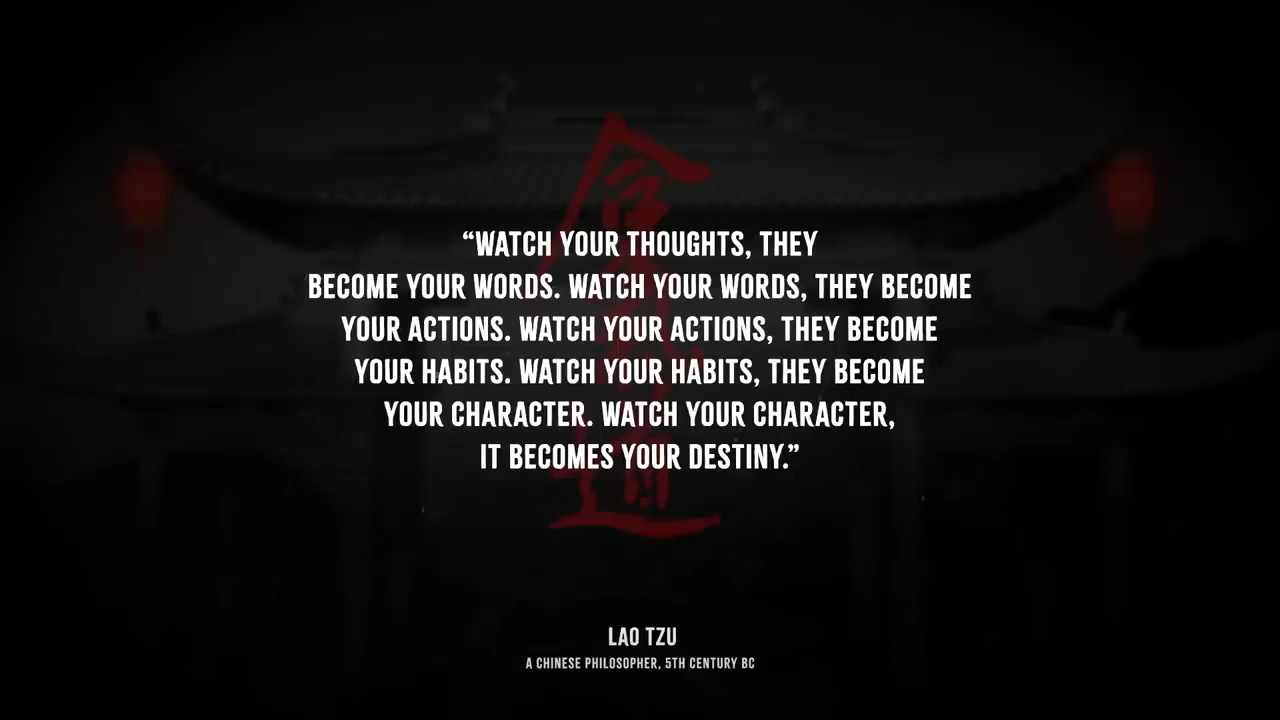 “WATCH YOUR THOUGHTS, THEY
BECOME YOUR WORDS. WATCH YOUR WORDS, THEY BECOME
YOUR ACTIONS. WATCH YOUR ACTIONS, THEY BECOME
YOUR HABITS. WATCH YOUR HABITS, THEY BECOME
YOUR CHARACTER. WATCH YOUR CHARACTER,
IT BECOMES YOUR DESTINY.”
LAO TZU
A CHINESE PHILOSOPHER, 5TH CENTURY BC
合
道